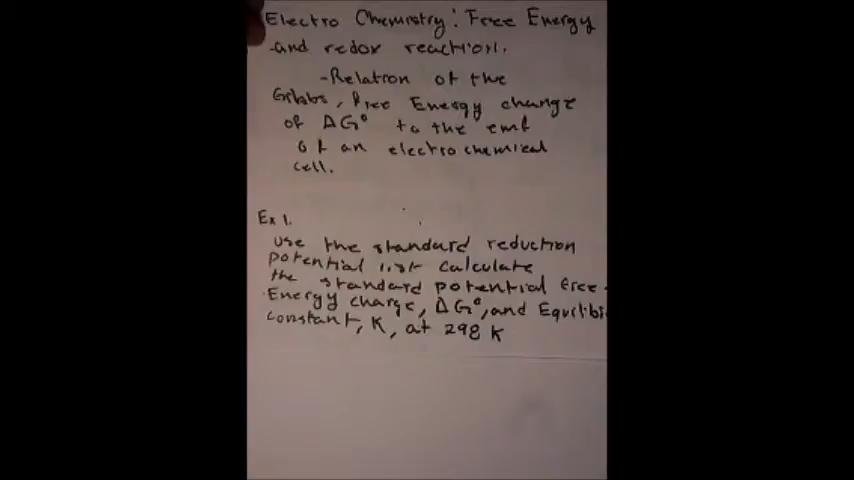 Electro Chemistry: Free Energy
and redox reaction.
-Relation of the
Gibbs, free Energy change
of ΔG° to the emf
of an electrochemical
cell.
Ex 1.
Use the standard reduction
potential list calculate
the standard potential free
Energy charge, ΔG°, and Equilibi
constant, K, at 298 K